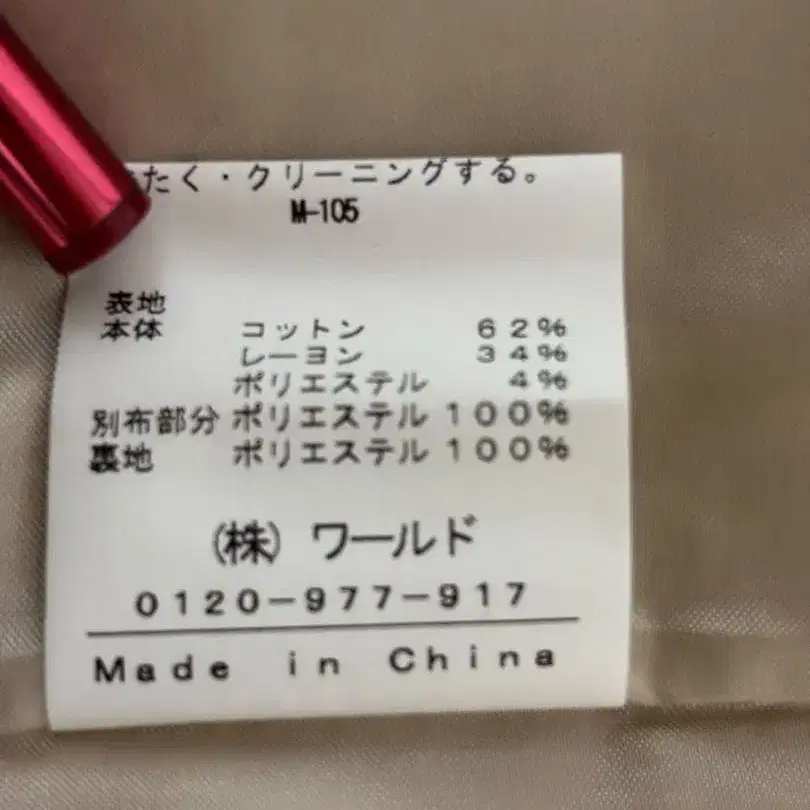 たく・クリーニングする。
M-105
表地
本体 コットン 62%
レーヨン 34%
ポリエステル 4%
別布部分 ポリエステル 100%
裏地 ポリエステル 100%
(株) ワールド
0120-977-917
Made in China